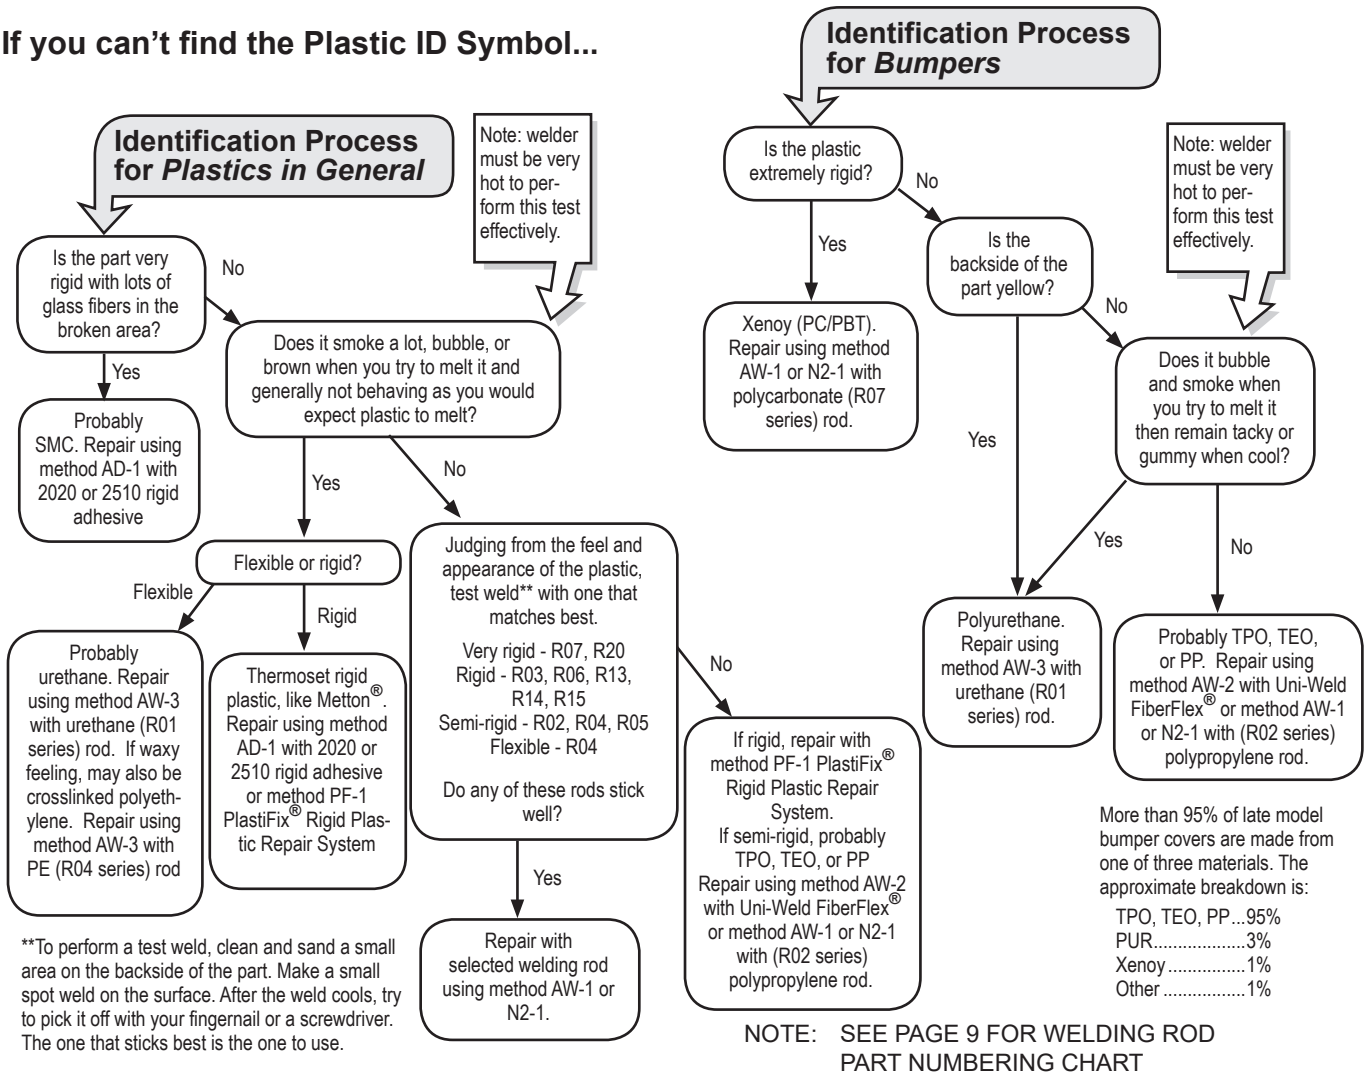 If you can't find the Plastic ID Symbol...
Identification Process
for Plastics in General
Note: welder
must be very
hot to per-
form this test
effectively.
Is the part very
rigid with lots of
glass fibers in the
broken area?
No
Yes
Does it smoke a lot, bubble, or
brown when you try to melt it and
generally not behaving as you would
expect plastic to melt?
Probably
SMC. Repair using
method AD-1 with
2020 or 2510 rigid
adhesive
Yes
No
Flexible or rigid?
Flexible
Rigid
Probably
urethane. Repair
using method AW-3
with urethane (R01
series) rod. If waxy
feeling, may also be
crosslinked polyeth-
ylene. Repair using
method AW-3 with
PE (R04 series) rod
Thermoset rigid
plastic, like Metton®.
Repair using method
AD-1 with 2020 or
2510 rigid adhesive
or method PF-1
PlastiFix® Rigid Plas-
tic Repair System
Judging from the feel and
appearance of the plastic,
test weld** with one that
matches best.
Very rigid - R07, R20
Rigid - R03, R06, R13,
R14, R15
Semi-rigid - R02, R04, R05
Flexible - R04
Do any of these rods stick
well?
No
Yes
If rigid, repair with
method PF-1 PlastiFix®
Rigid Plastic Repair
System.
If semi-rigid, probably
TPO, TEO, or PP
Repair using method AW-2
with Uni-Weld FiberFlex®
or method AW-1 or N2-1
with (R02 series)
polypropylene rod.
Repair with
selected welding rod
using method AW-1 or
N2-1.
**To perform a test weld, clean and sand a small
area on the backside of the part. Make a small
spot weld on the surface. After the weld cools, try
to pick it off with your fingernail or a screwdriver.
The one that sticks best is the one to use.
Identification Process
for Bumpers
Is the plastic
extremely rigid?
No
Yes
Note: welder
must be very
hot to per-
form this test
effectively.
Is the
backside of the
part yellow?
No
Yes
Xenoy (PC/PBT).
Repair using method
AW-1 or N2-1 with
polycarbonate (R07
series) rod.
Does it bubble
and smoke when
you try to melt it
then remain tacky or
gummy when cool?
Yes
No
Polyurethane.
Repair using
method AW-3 with
urethane (R01
series) rod.
Probably TPO, TEO,
or PP. Repair using
method AW-2 with Uni-Weld
FiberFlex® or method AW-1
or N2-1 with (R02 series)
polypropylene rod.
More than 95% of late model
bumper covers are made from
one of three materials. The
approximate breakdown is:
TPO, TEO, PP...95%
PUR...................3%
Xenoy................1%
Other .................1%
NOTE: SEE PAGE 9 FOR WELDING ROD
PART NUMBERING CHART